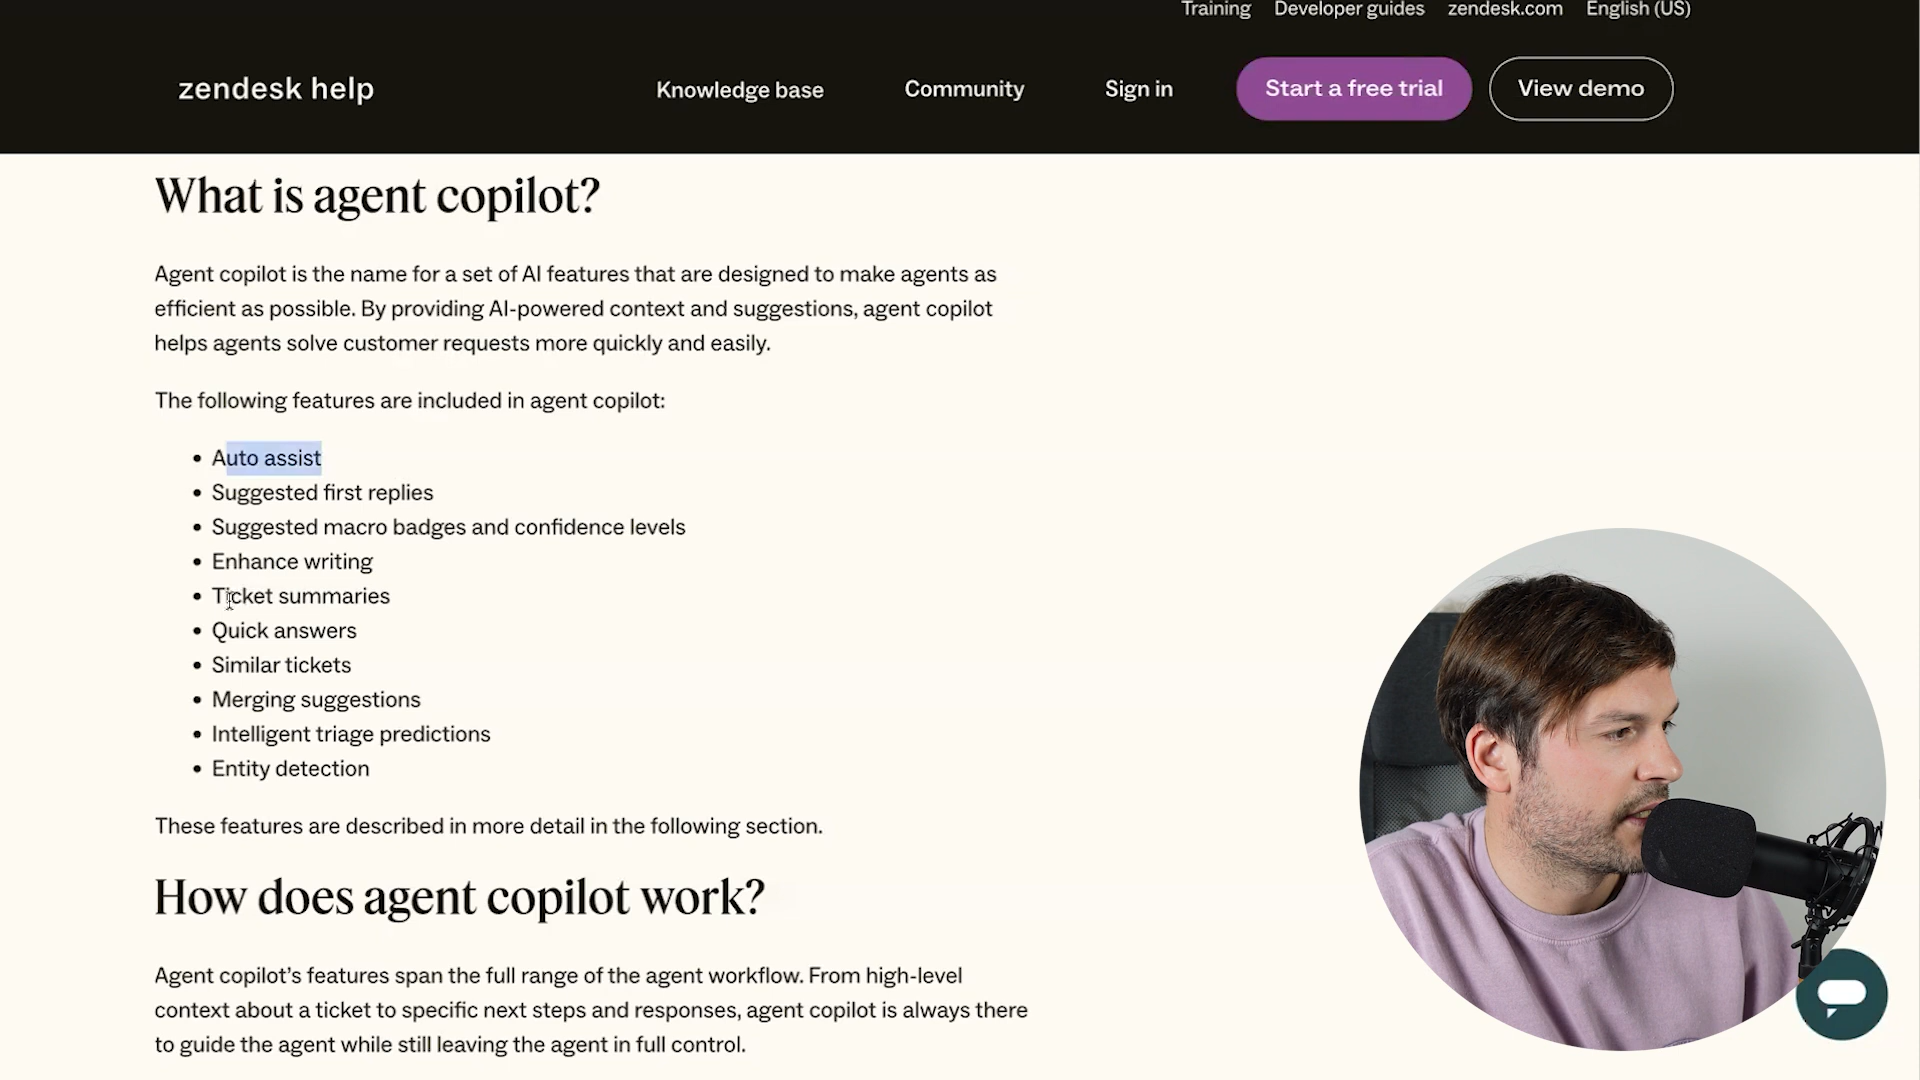 Training Developer guides zendesk.com English (US)
zendesk help Knowledge base Community Sign in Start a free trial View demo
What is agent copilot?
Agent copilot is the name for a set of AI features that are designed to make agents as
efficient as possible. By providing AI-powered context and suggestions, agent copilot
helps agents solve customer requests more quickly and easily.
The following features are included in agent copilot:
• Auto assist
• Suggested first replies
• Suggested macro badges and confidence levels
• Enhance writing
• Ticket summaries
• Quick answers
• Similar tickets
• Merging suggestions
• Intelligent triage predictions
• Entity detection
These features are described in more detail in the following section.
How does agent copilot work?
Agent copilot’s features span the full range of the agent workflow. From high-level
context about a ticket to specific next steps and responses, agent copilot is always there
to guide the agent while still leaving the agent in full control.